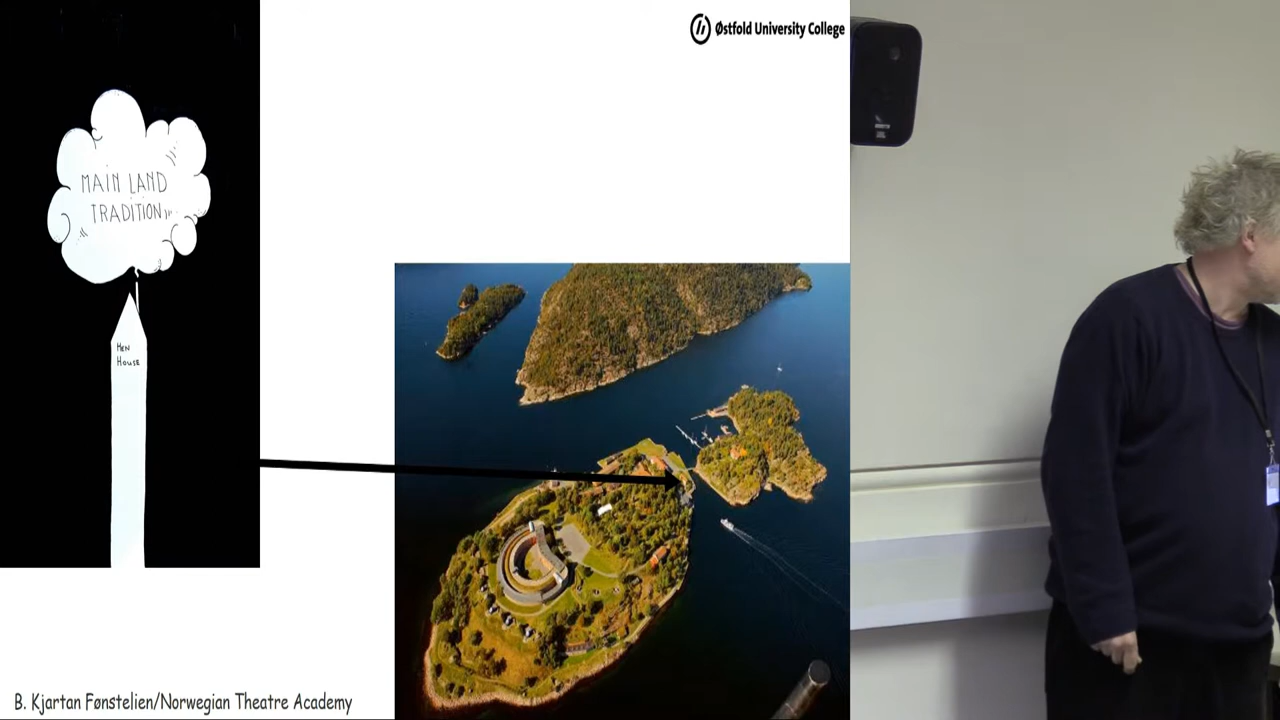 Østfold University College
MAIN LAND
TRADITION
HEN
HOUSE
B. Kjartan Fønstelien/Norwegian Theatre Academy